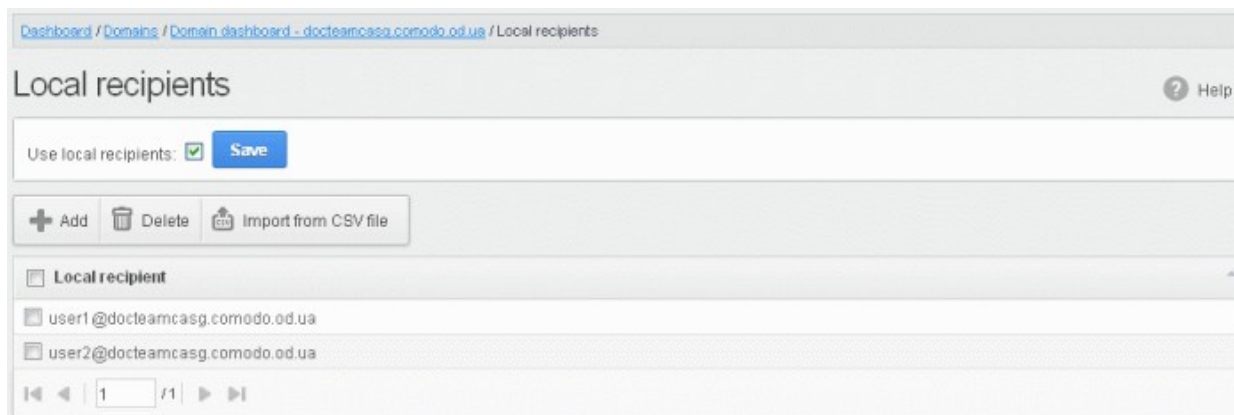 Dashboard / Domains / Domain dashboard - docteamcasg.comodo.od.ua / Local recipients
Local recipients
Help
Use local recipients: Save
Add Delete Import from CSV file
Local recipient
user1@docteamcasg.comodo.od.ua
user2@docteamcasg.comodo.od.ua
1 /1